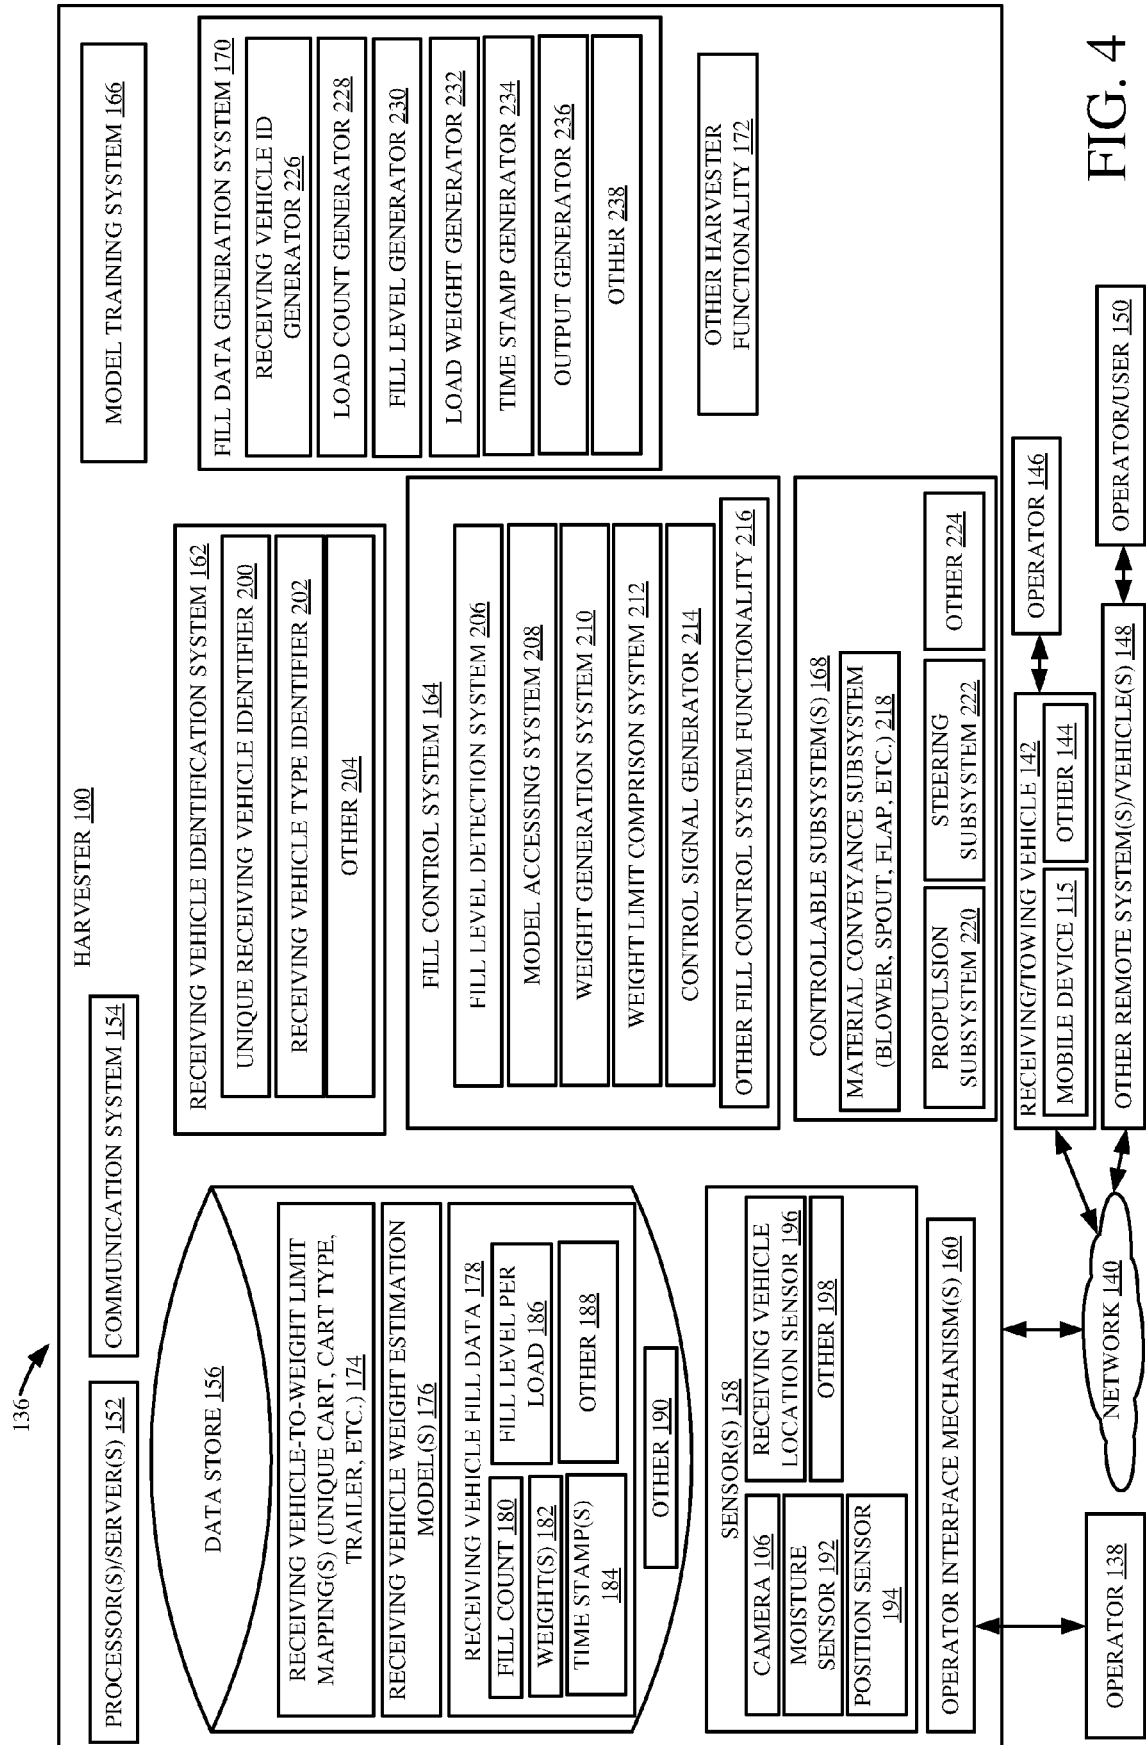 136
HARVESTER 100
PROCESSOR(S)/SERVER(S) 152
COMMUNICATION SYSTEM 154
MODEL TRAINING SYSTEM 166
DATA STORE 156
RECEIVING VEHICLE-TO-WEIGHT LIMIT
MAPPING(S) (UNIQUE CART, CART TYPE,
TRAILER, ETC.) 174
RECEIVING VEHICLE WEIGHT ESTIMATION
MODEL(S) 176
RECEIVING VEHICLE FILL DATA 178
FILL COUNT 180
WEIGHT(S) 182
TIME STAMP(S)
184
FILL LEVEL PER
LOAD 186
OTHER 188
OTHER 190
SENSOR(S) 158
CAMERA 106
MOISTURE
SENSOR 192
POSITION SENSOR
194
RECEIVING VEHICLE
LOCATION SENSOR 196
OTHER 198
OPERATOR INTERFACE MECHANISM(S) 160
RECEIVING VEHICLE IDENTIFICATION SYSTEM 162
UNIQUE RECEIVING VEHICLE IDENTIFIER 200
RECEIVING VEHICLE TYPE IDENTIFIER 202
OTHER 204
FILL CONTROL SYSTEM 164
FILL LEVEL DETECTION SYSTEM 206
MODEL ACCESSING SYSTEM 208
WEIGHT GENERATION SYSTEM 210
WEIGHT LIMIT COMPRISON SYSTEM 212
CONTROL SIGNAL GENERATOR 214
OTHER FILL CONTROL SYSTEM FUNCTIONALITY 216
CONTROLLABLE SUBSYSTEM(S) 168
MATERIAL CONVEYANCE SUBSYSTEM
(BLOWER, SPOUT, FLAP, ETC.) 218
PROPULSION
SUBSYSTEM 220
STEERING
SUBSYSTEM 222
OTHER 224
FILL DATA GENERATION SYSTEM 170
RECEIVING VEHICLE ID
GENERATOR 226
LOAD COUNT GENERATOR 228
FILL LEVEL GENERATOR 230
LOAD WEIGHT GENERATOR 232
TIME STAMP GENERATOR 234
OUTPUT GENERATOR 236
OTHER 238
OTHER HARVESTER
FUNCTIONALITY 172
OPERATOR 138
NETWORK 140
RECEIVING/TOWING VEHICLE 142
MOBILE DEVICE 115
OTHER 144
OPERATOR 146
OTHER REMOTE SYSTEM(S)/VEHICLE(S) 148
OPERATOR/USER 150
FIG. 4